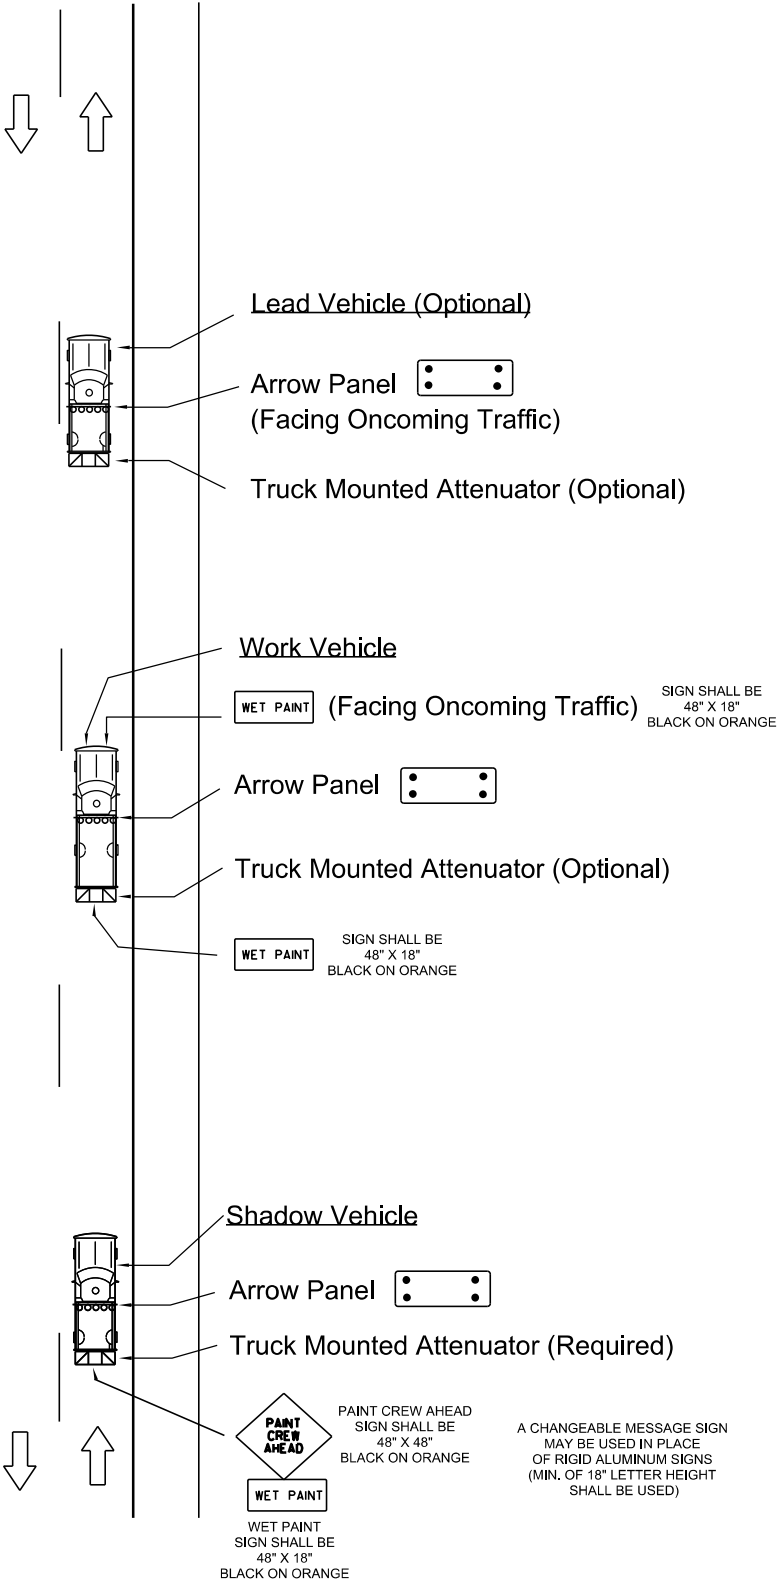 Lead Vehicle (Optional)
Arrow Panel
(Facing Oncoming Traffic)
Truck Mounted Attenuator (Optional)
Work Vehicle
WET PAINT
(Facing Oncoming Traffic)
SIGN SHALL BE
48" X 18"
BLACK ON ORANGE
Arrow Panel
Truck Mounted Attenuator (Optional)
WET PAINT
SIGN SHALL BE
48" X 18"
BLACK ON ORANGE
Shadow Vehicle
Arrow Panel
Truck Mounted Attenuator (Required)
PAINT
CREW
AHEAD
PAINT CREW AHEAD
SIGN SHALL BE
48" X 48"
BLACK ON ORANGE
A CHANGEABLE MESSAGE SIGN
MAY BE USED IN PLACE
OF RIGID ALUMINUM SIGNS
(MIN. OF 18" LETTER HEIGHT
SHALL BE USED)
WET PAINT
WET PAINT
SIGN SHALL BE
48" X 18"
BLACK ON ORANGE